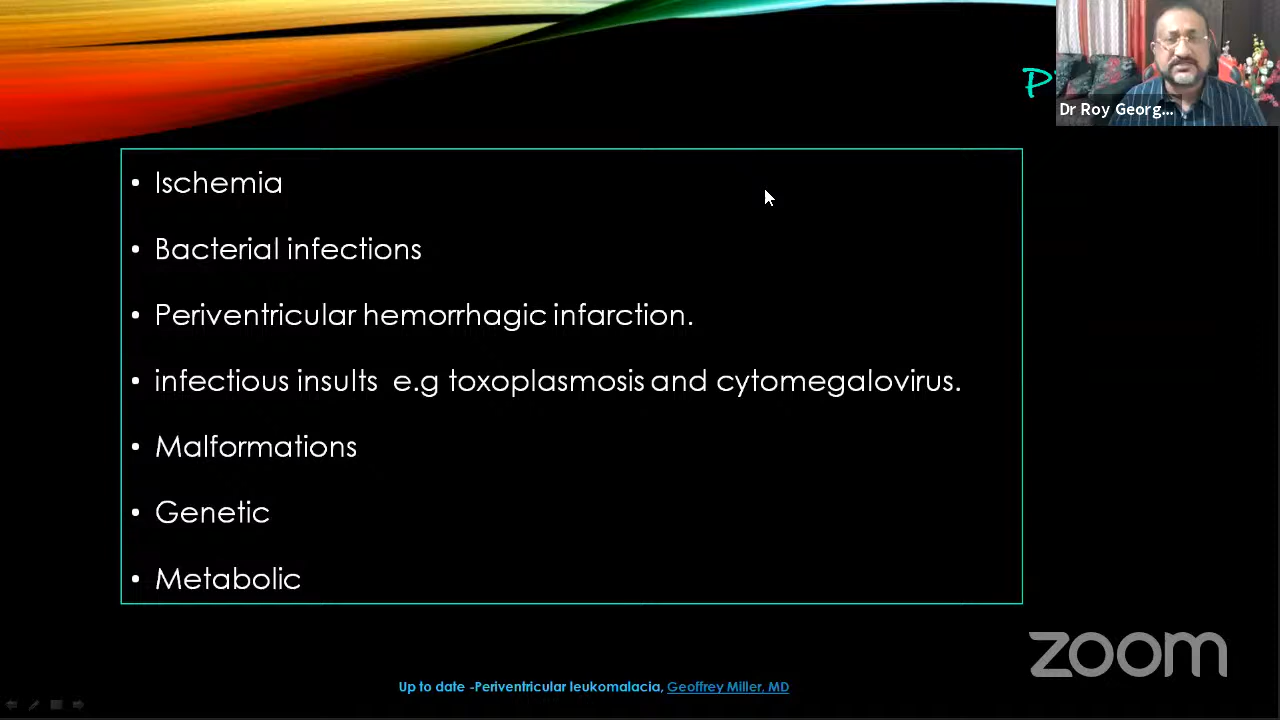 Dr Roy Georg...
• Ischemia
• Bacterial infections
• Periventricular hemorrhagic infarction.
• infectious insults e.g toxoplasmosis and cytomegalovirus.
• Malformations
• Genetic
• Metabolic
zoom
Up to date -Periventricular leukomalacia, Geoffrey Miller, MD